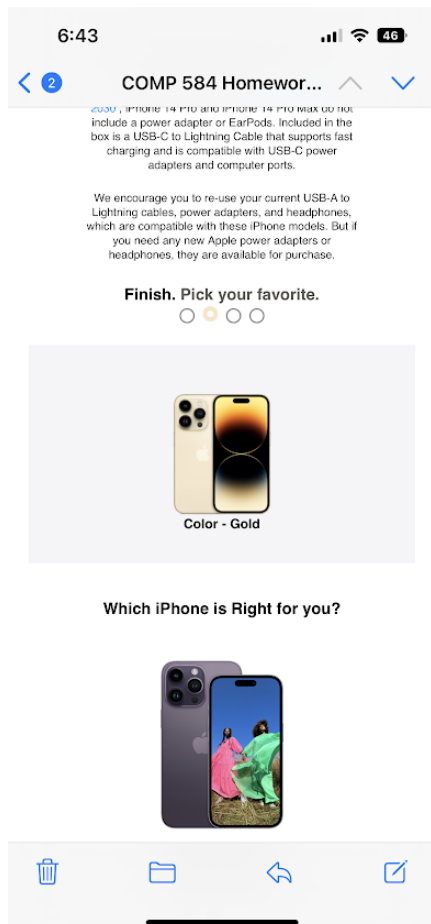 6:43
46
2
COMP 584 Homewor...
2030 , iPhone 14 Pro and iPhone 14 Pro Max do not
include a power adapter or EarPods. Included in the
box is a USB-C to Lightning Cable that supports fast
charging and is compatible with USB-C power
adapters and computer ports.
We encourage you to re-use your current USB-A to
Lightning cables, power adapters, and headphones,
which are compatible with these iPhone models. But if
you need any new Apple power adapters or
headphones, they are available for purchase.
Finish. Pick your favorite.
Color - Gold
Which iPhone is Right for you?